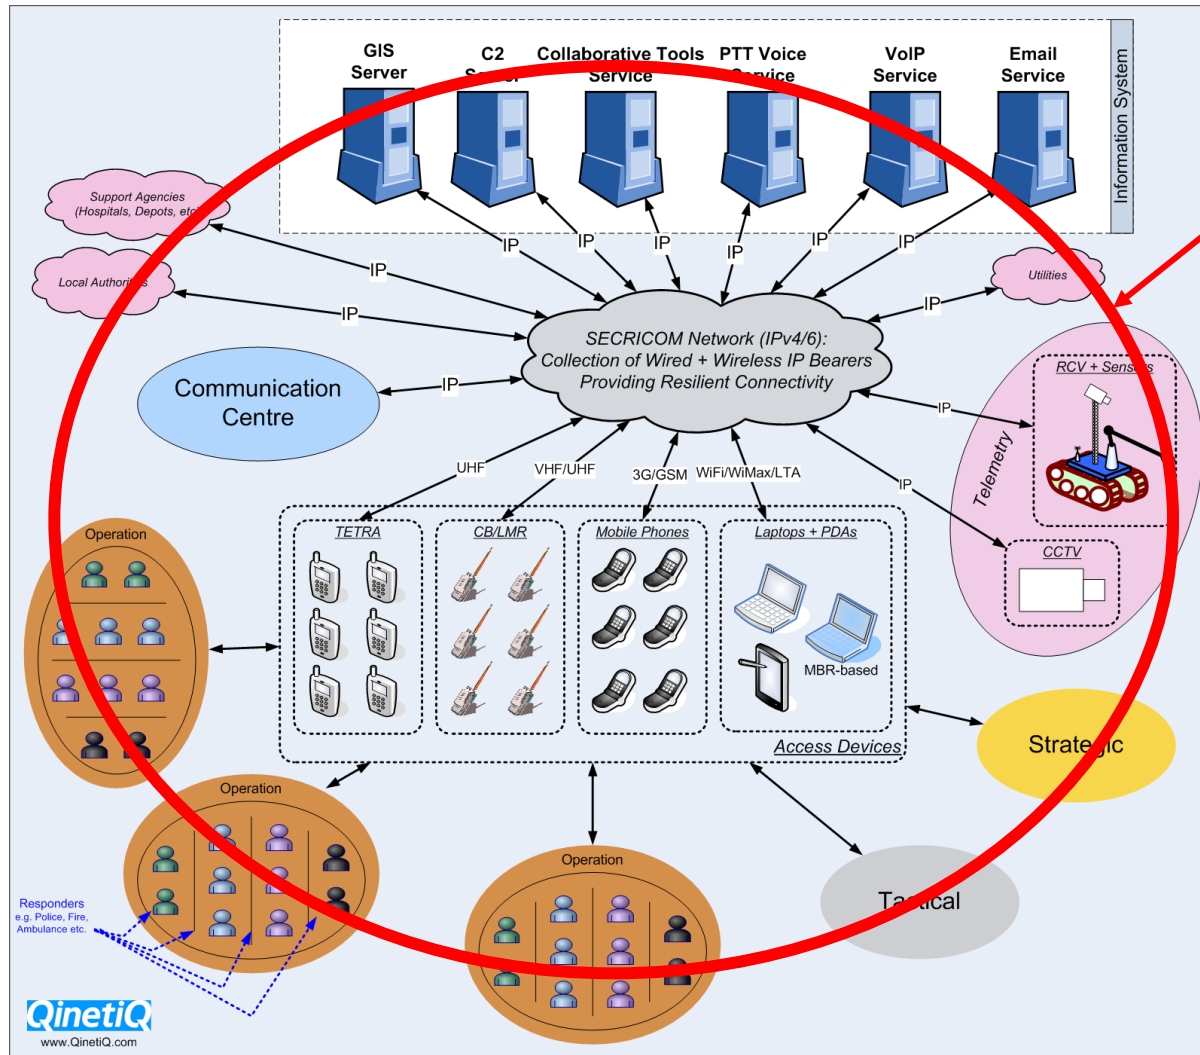 GIS
Server
C2
Server
Collaborative Tools
Service
PTT Voice
Service
VoIP
Service
Email
Service
Information System
Support Agencies
(Hospitals, Depots, etc)
Local Authorities
Utilities
IP
IP
IP
IP
IP
IP
IP
IP
IP
IP
IP
IP
SECRICOM Network (IPv4/6):
Collection of Wired + Wireless IP Bearers
Providing Resilient Connectivity
Communication
Centre
RCV + Sensors
Telemetry
CCTV
UHF
VHF/UHF
3G/GSM
WiFi/WiMax/LTA
TETRA
CB/LMR
Mobile Phones
Laptops + PDAs
MBR-based
Access Devices
Operation
Strategic
Operation
Operation
Tactical
Responders
e.g. Police, Fire,
Ambulance etc.
QinetiQ
www.QinetiQ.com